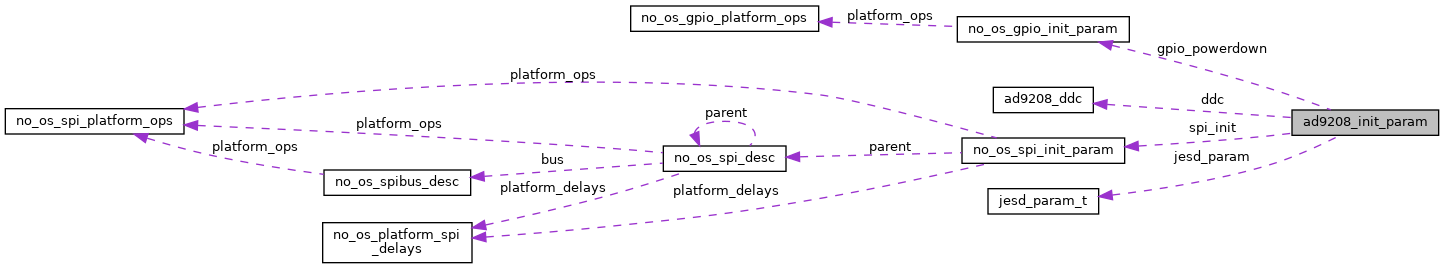 no_os_gpio_platform_ops
platform_ops
no_os_gpio_init_param
gpio_powerdown
platform_ops
ad9208_ddc
ddc
no_os_spi_platform_ops
platform_ops
parent
spi_init
ad9208_init_param
platform_ops
bus
no_os_spi_desc
parent
no_os_spi_init_param
jesd_param
no_os_spibus_desc
platform_delays
platform_delays
jesd_param_t
no_os_platform_spi
_delays